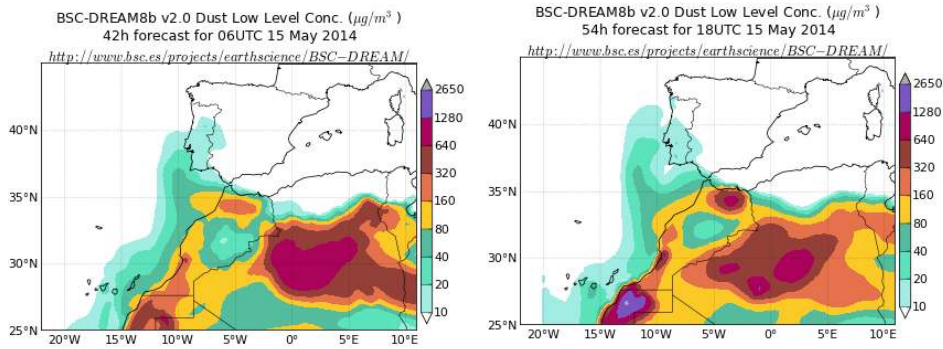 BSC-DREAM8b v2.0 Dust Low Level Conc. (μg/m³)
42h forecast for 06UTC 15 May 2014
http://www.bsc.es/projects/earthscience/BSC-DREAM/
40°N
35°N
30°N
25°N
20°W 15°W 10°W 5°W 0°E 5°E 10°E
2650
1280
640
320
160
80
40
20
10
BSC-DREAM8b v2.0 Dust Low Level Conc. (μg/m³)
54h forecast for 18UTC 15 May 2014
http://www.bsc.es/projects/earthscience/BSC-DREAM/
40°N
35°N
30°N
25°N
20°W 15°W 10°W 5°W 0°E 5°E 10°E
2650
1280
640
320
160
80
40
20
10